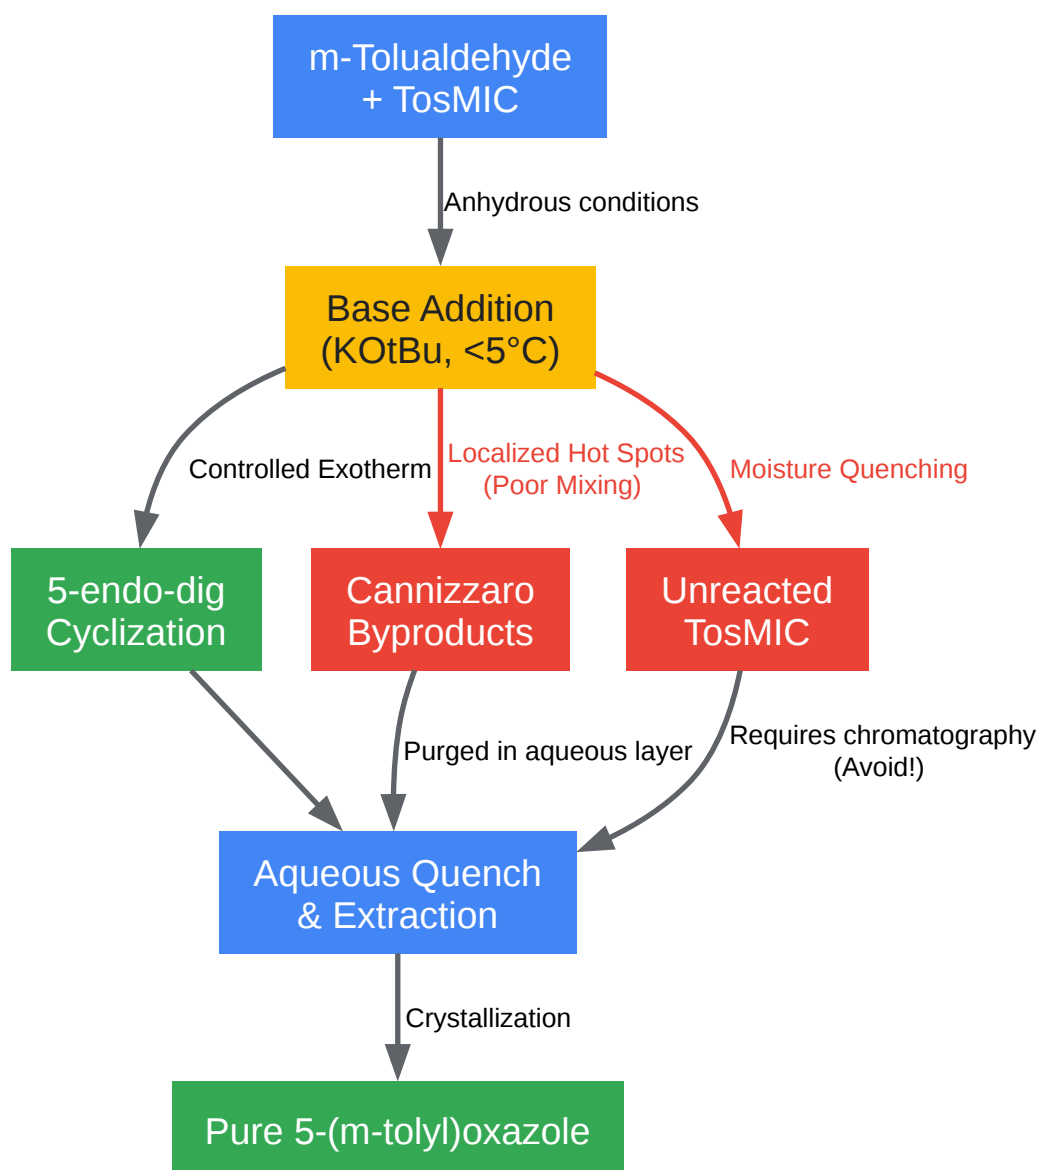 m-Tolualdehyde
+ TosMIC
Anhydrous conditions
Base Addition
(KOtBu, <5°C)
Controlled Exotherm
Localized Hot Spots
(Poor Mixing)
Moisture Quenching
5-endo-dig
Cyclization
Cannizzaro
Byproducts
Unreacted
TosMIC
Purged in aqueous layer
Requires chromatography
(Avoid!)
Aqueous Quench
& Extraction
Crystallization
Pure 5-(m-tolyl)oxazole